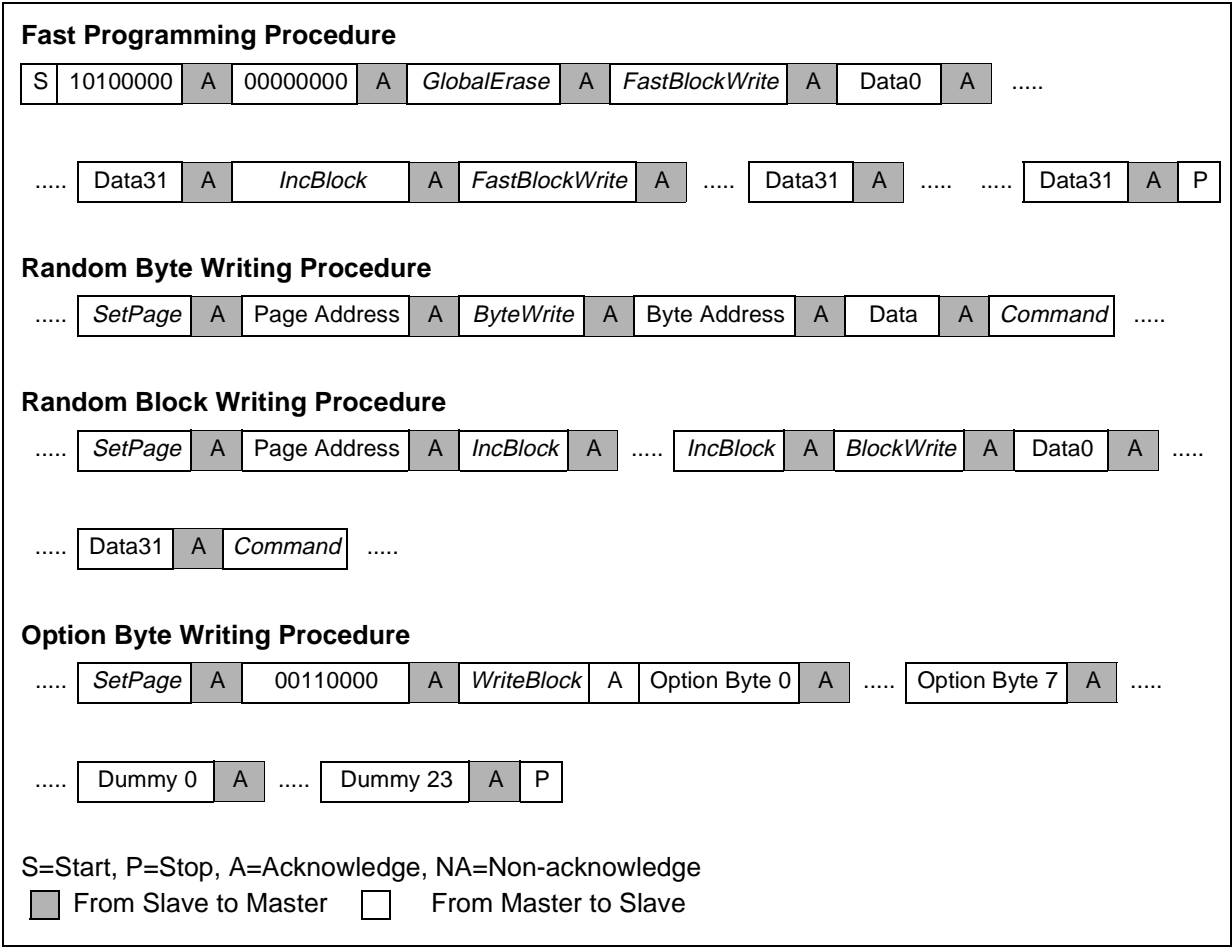 Fast Programming Procedure
S 10100000 A 00000000 A GlobalErase A FastBlockWrite A Data0 A .....
..... Data31 A IncBlock A FastBlockWrite A ..... Data31 A ..... ..... Data31 A P
Random Byte Writing Procedure
..... SetPage A Page Address A ByteWrite A Byte Address A Data A Command .....
Random Block Writing Procedure
..... SetPage A Page Address A IncBlock A ..... IncBlock A BlockWrite A Data0 A .....
..... Data31 A Command .....
Option Byte Writing Procedure
..... SetPage A 00110000 A WriteBlock A Option Byte 0 A ..... Option Byte 7 A .....
..... Dummy 0 A ..... Dummy 23 A P
S=Start, P=Stop, A=Acknowledge, NA=Non-acknowledge
From Slave to Master From Master to Slave